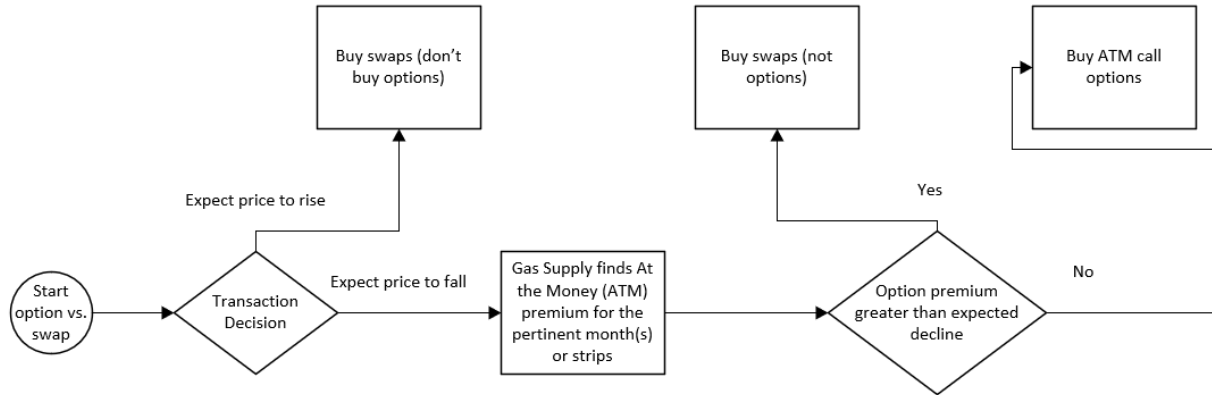 Buy swaps (don’t
buy options)
Buy swaps (not
options)
Buy ATM call
options
Expect price to rise
Yes
Start
option vs.
swap
Transaction
Decision
Expect price to fall
Gas Supply finds At
the Money (ATM)
premium for the
pertinent month(s)
or strips
Option premium
greater than expected
decline
No